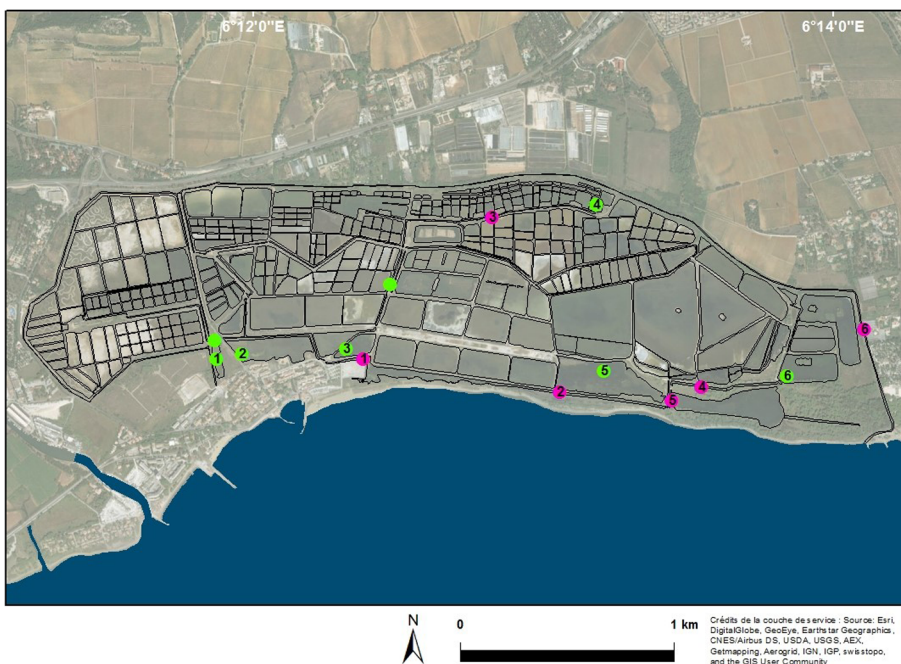 6°12'0"E
6°14'0"E
4
3
6
1
2
3
1
5
6
4
2
5
N
0
1 km
Crédits de la couche de service : Source: Esri,
DigitalGlobe, GeoEye, Earthstar Geographics,
CNES/Airbus DS, USDA, USGS, AEX,
Getmapping, Aerogrid, IGN, IGP, swisstopo,
and the GIS User Community